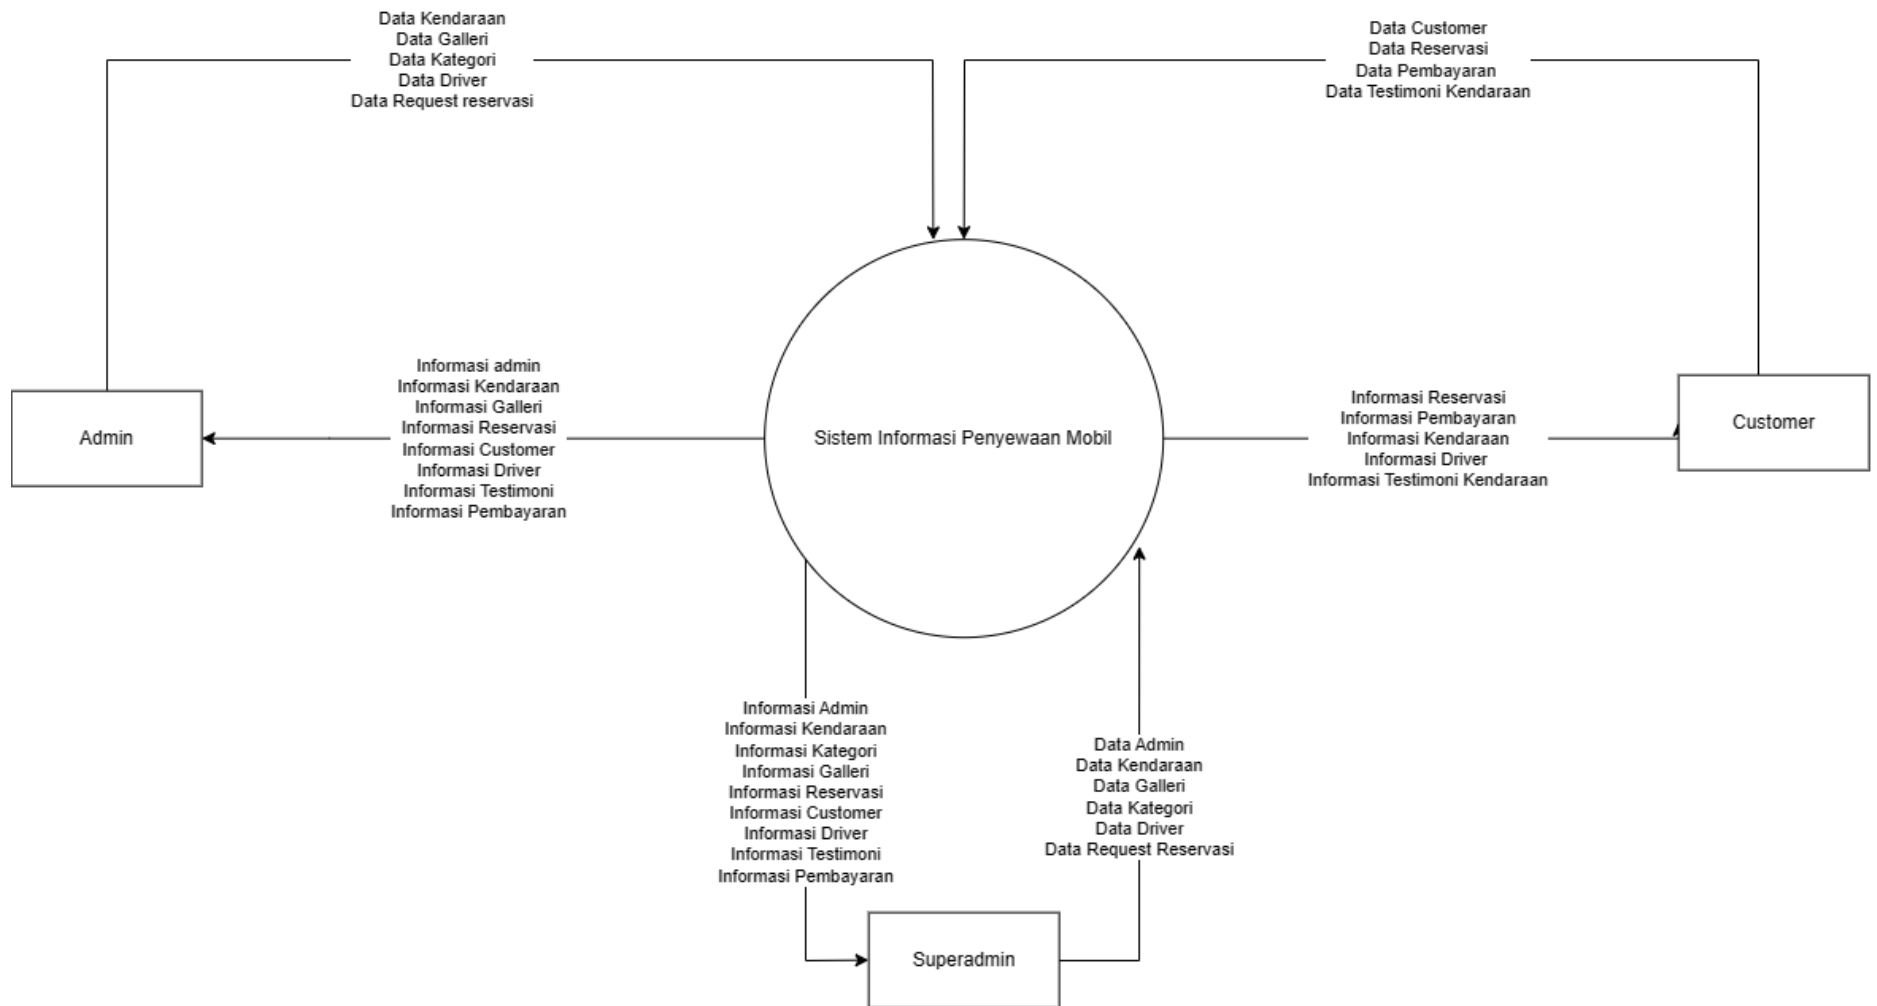 Data Kendaraan
Data Galleri
Data Kategori
Data Driver
Data Request reservasi
Data Customer
Data Reservasi
Data Pembayaran
Data Testimoni Kendaraan
Informasi admin
Informasi Kendaraan
Informasi Galleri
Informasi Reservasi
Informasi Customer
Informasi Driver
Informasi Testimoni
Informasi Pembayaran
Admin
Sistem Informasi Penyewaan Mobil
Informasi Reservasi
Informasi Pembayaran
Informasi Kendaraan
Informasi Driver
Informasi Testimoni Kendaraan
Customer
Informasi Admin
Informasi Kendaraan
Informasi Kategori
Informasi Galleri
Informasi Reservasi
Informasi Customer
Informasi Driver
Informasi Testimoni
Informasi Pembayaran
Data Admin
Data Kendaraan
Data Galleri
Data Kategori
Data Driver
Data Request Reservasi
Superadmin